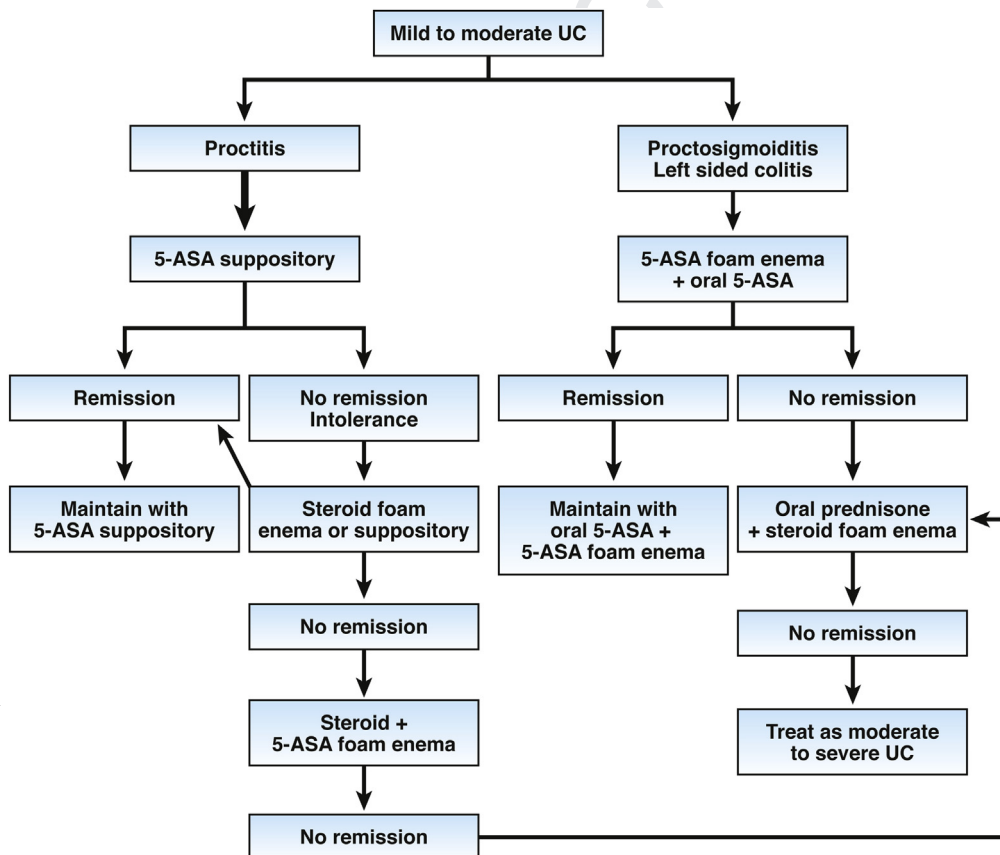 Mild to moderate UC
Proctitis
Proctosigmoiditis
Left sided colitis
5-ASA suppository
5-ASA foam enema
+ oral 5-ASA
Remission
No remission
Intolerance
Remission
No remission
Maintain with
5-ASA suppository
Steroid foam
enema or suppository
Maintain with
oral 5-ASA +
5-ASA foam enema
Oral prednisone
+ steroid foam enema
No remission
No remission
Steroid +
5-ASA foam enema
Treat as moderate
to severe UC
No remission